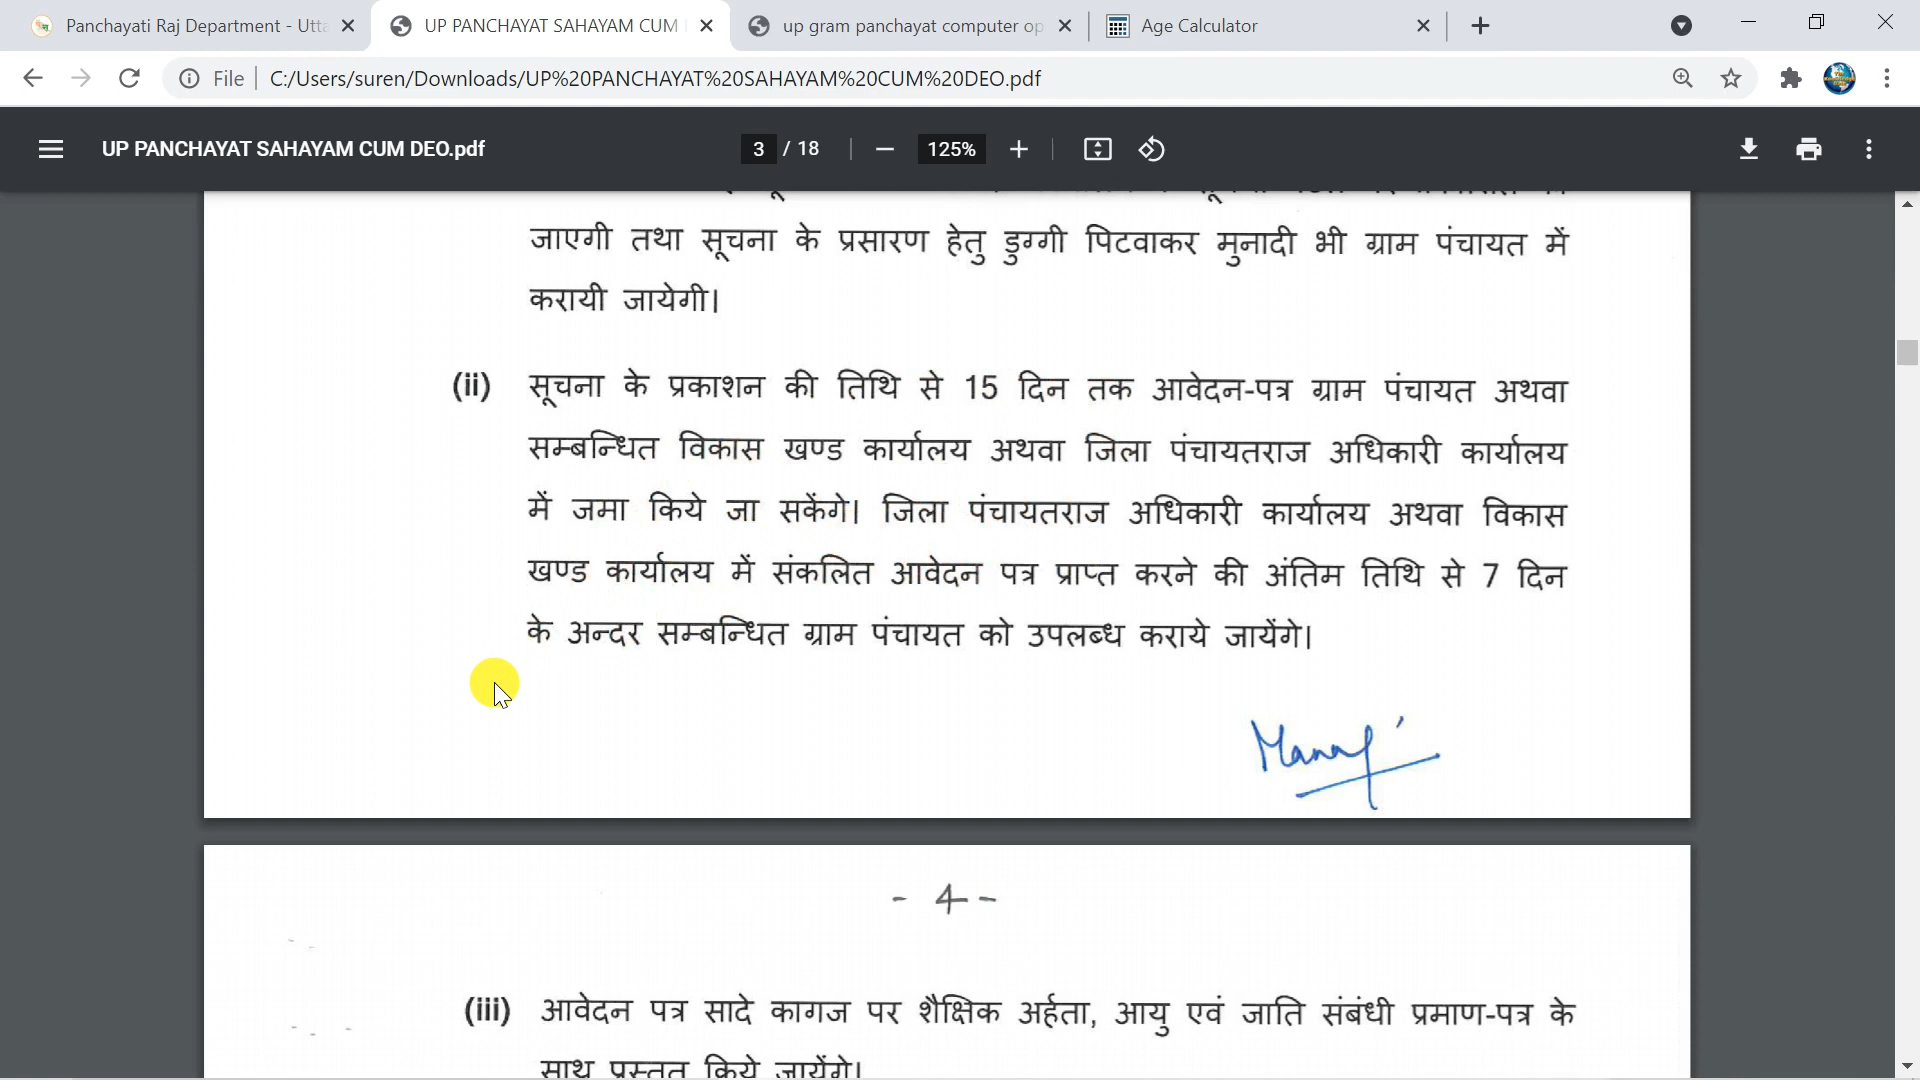 Panchayati Raj Department - Utta
UP PANCHAYAT SAHAYAM CUM
up gram panchayat computer op
Age Calculator
File
C:/Users/suren/Downloads/UP%20PANCHAYAT%20SAHAYAM%20CUM%20DEO.pdf
UP PANCHAYAT SAHAYAM CUM DEO.pdf
3 / 18
125%
जाएगी तथा सूचना के प्रसारण हेतु डुग्गी पिटवाकर मुनादी भी ग्राम पंचायत में
करायी जायेगी।
(ii) सूचना के प्रकाशन की तिथि से 15 दिन तक आवेदन-पत्र ग्राम पंचायत अथवा
सम्बन्धित विकास खण्ड कार्यालय अथवा जिला पंचायतराज अधिकारी कार्यालय
में जमा किये जा सकेंगे। जिला पंचायतराज अधिकारी कार्यालय अथवा विकास
खण्ड कार्यालय में संकलित आवेदन पत्र प्राप्त करने की अंतिम तिथि से 7 दिन
के अन्दर सम्बन्धित ग्राम पंचायत को उपलब्ध कराये जायेंगे।
- 4 -
(iii) आवेदन पत्र सादे कागज पर शैक्षिक अर्हता, आयु एवं जाति संबंधी प्रमाण-पत्र के
साथ प्रस्तुत किये जायेंगे।